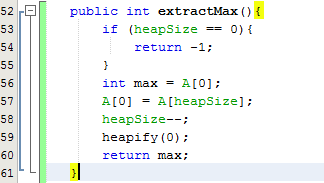 52 public int extractMax(){
53 if (heapSize == 0){
54 return -1;
55 }
56 int max = A[0];
57 A[0] = A[heapSize];
58 heapSize--;
59 heapify(0);
60 return max;
61 }